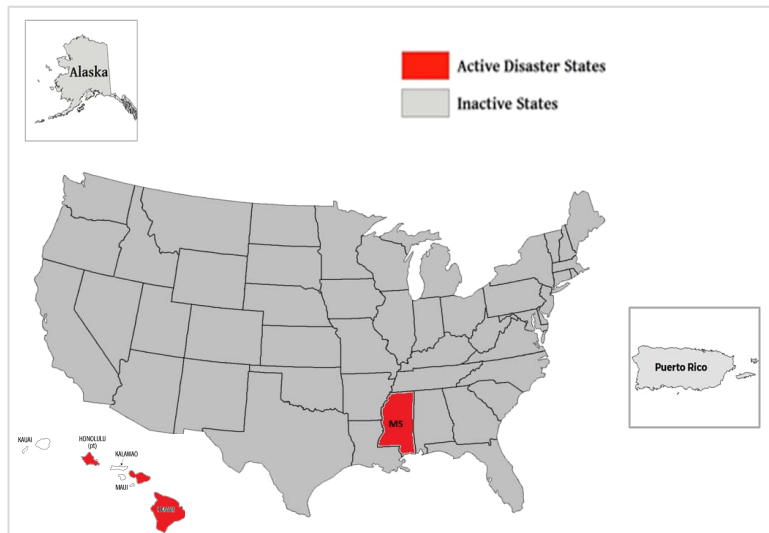 Alaska
Active Disaster States
Inactive States
Puerto Rico
MS
KAUAI
HONOLULU
(pt)
KALAWAO
MAUI